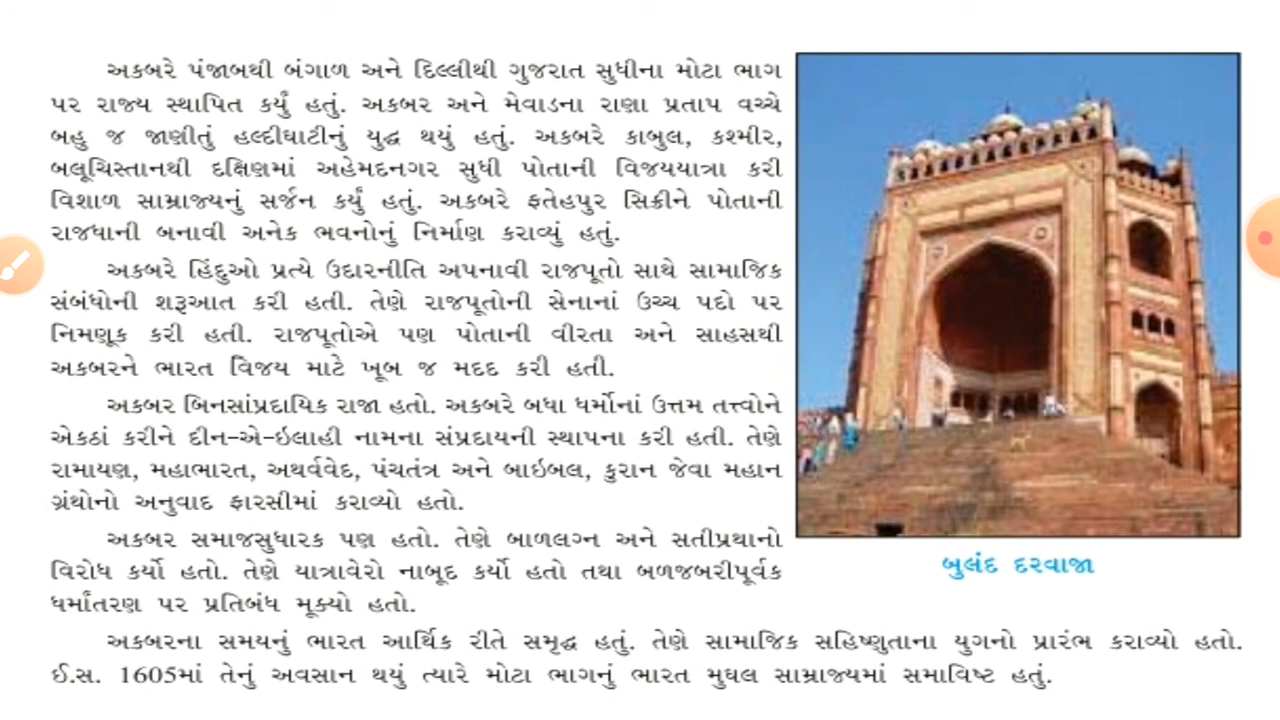 અકબરે પંજાબથી બંગાળ અને દિલ્લીથી ગુજરાત સુધીના મોટા ભાગ
પર રાજ્ય સ્થાપિત કર્યું હતું. અકબર અને મેવાડના રાણા પ્રતાપ વચ્ચે
બહુ જ જાણીતું હલ્દીઘાટીનું યુદ્ધ થયું હતું. અકબરે કાબુલ, કશ્મીર,
બલૂચિસ્તાનથી દક્ષિણમાં અહેમદનગર સુધી પોતાની વિજયયાત્રા કરી
વિશાળ સામ્રાજ્યનું સર્જન કર્યું હતું. અકબરે ફતેહપુર સિક્રીને પોતાની
રાજધાની બનાવી અનેક ભવનોનું નિર્માણ કરાવ્યું હતું.
અકબરે હિંદુઓ પ્રત્યે ઉદારનીતિ અપનાવી રાજપૂતો સાથે સામાજિક
સંબંધોની શરૂઆત કરી હતી. તેણે રાજપૂતોની સેનાનાં ઉચ્ચ પદો પર
નિમણૂક કરી હતી. રાજપૂતોએ પણ પોતાની વીરતા અને સાહસથી
અકબરને ભારત વિજય માટે ખૂબ જ મદદ કરી હતી.
અકબર બિનસાંપ્રદાયિક રાજા હતો. અકબરે બધા ધર્મોનાં ઉત્તમ તત્ત્વોને
એકઠાં કરીને દીન-એ-ઇલાહી નામના સંપ્રદાયની સ્થાપના કરી હતી. તેણે
રામાયણ, મહાભારત, અથર્વવેદ, પંચતંત્ર અને બાઇબલ, કુરાન જેવા મહાન
ગ્રંથોનો અનુવાદ ફારસીમાં કરાવ્યો હતો.
અકબર સમાજસુધારક પણ હતો. તેણે બાળલગ્ન અને સતીપ્રથાનો
વિરોધ કર્યો હતો. તેણે યાત્રાવેરો નાબૂદ કર્યો હતો તથા બળજબરીપૂર્વક
ધર્માંતરણ પર પ્રતિબંધ મૂક્યો હતો.
બુલંદ દરવાજા
અકબરના સમયનું ભારત આર્થિક રીતે સમૃદ્ધ હતું. તેણે સામાજિક સહિષ્ણુતાના યુગનો પ્રારંભ કરાવ્યો હતો.
ઈ.સ. 1605માં તેનું અવસાન થયું ત્યારે મોટા ભાગનું ભારત મુઘલ સામ્રાજ્યમાં સમાવિષ્ટ હતું.